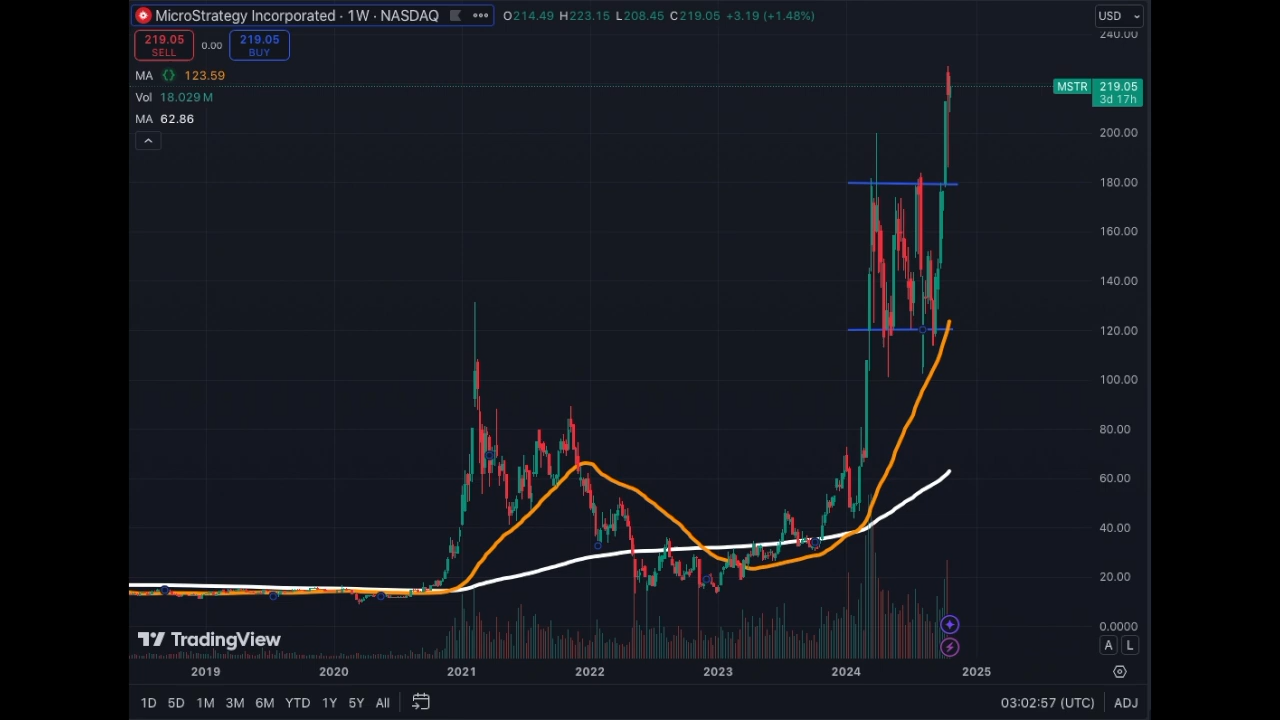 MicroStrategy Incorporated · 1W · NASDAQ O214.49 H223.15 L208.45 C219.05 +3.19 (+1.48%) USD
219.05 SELL 0.00 219.05 BUY
MA 123.59
Vol 18.029 M
MA 62.86
240.00
MSTR 219.05
3d 17h
200.00
180.00
160.00
140.00
120.00
100.00
80.00
60.00
40.00
20.00
0.0000
TradingView
A L
2019 2020 2021 2022 2023 2024 2025
1D 5D 1M 3M 6M YTD 1Y 5Y All 03:02:57 (UTC) ADJ